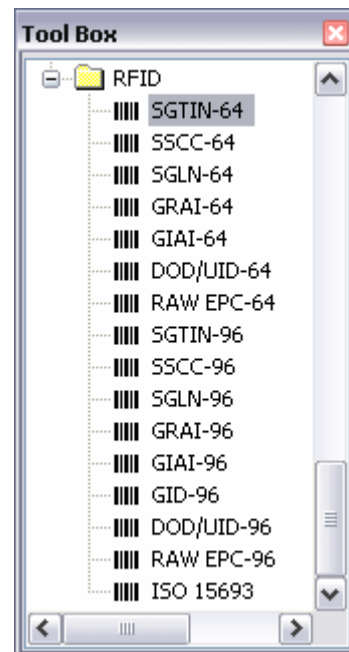 Tool Box
RFID
SGTIN-64
SSCC-64
SGLN-64
GRAI-64
GIAI-64
DOD/UID-64
RAW EPC-64
SGTIN-96
SSCC-96
SGLN-96
GRAI-96
GIAI-96
GID-96
DOD/UID-96
RAW EPC-96
ISO 15693